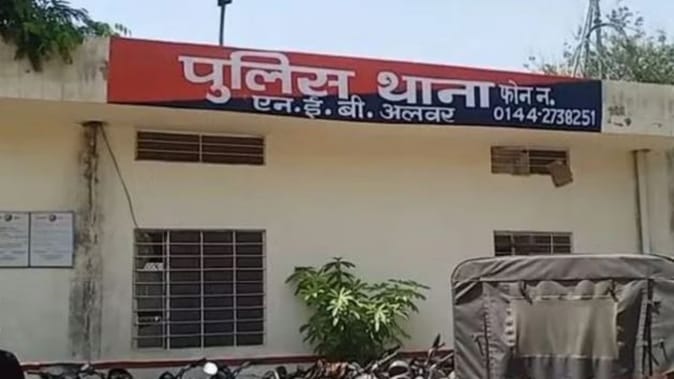 पुलिस थाना फोन न.
एन.ई.बी. अलवर 0144-2738251